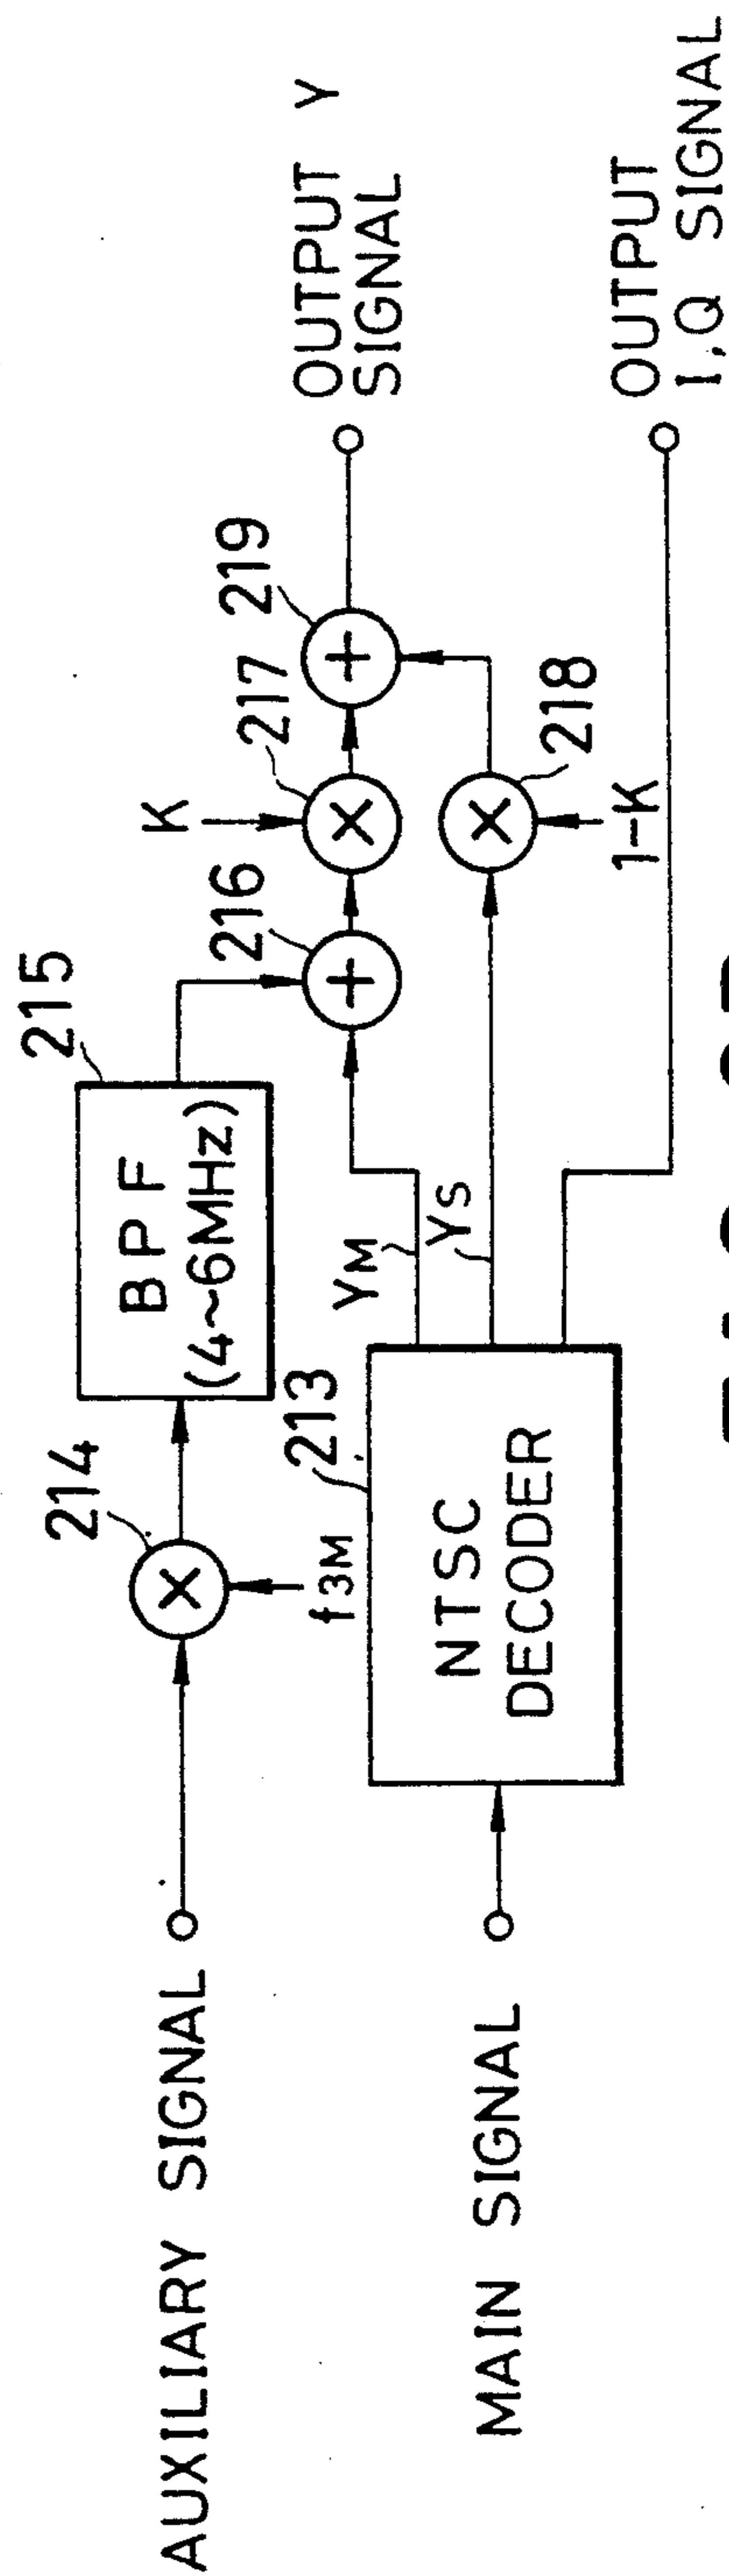 AUXILIARY SIGNAL
214
f3M
215
BPF
(4~6MHz)
216
K
217
219
OUTPUT Y
SIGNAL
MAIN SIGNAL
213
NTSC
DECODER
YM
YS
218
1-K
OUTPUT
I,Q SIGNAL